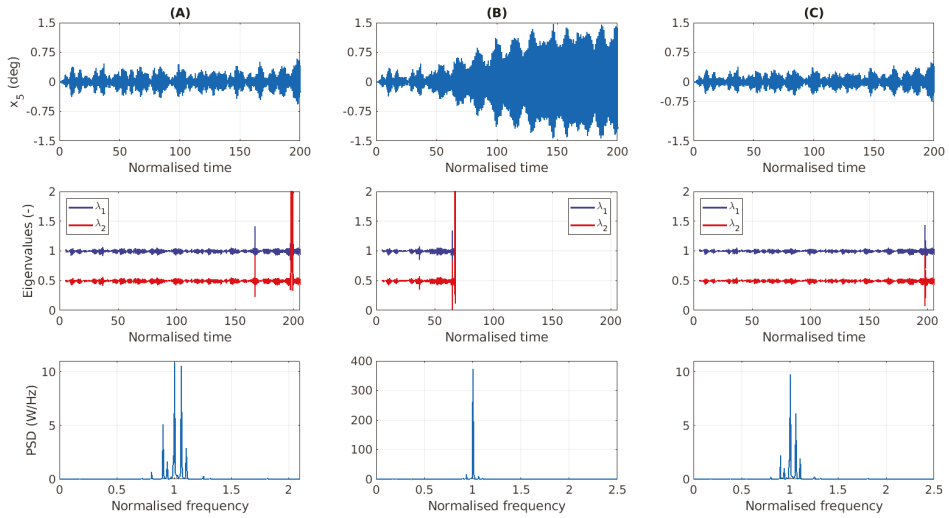 (A) (B) (C)
1.5 1.5 1.5
0.75 0.75 0.75
x5 (deg) 0 0 0
-0.75 -0.75 -0.75
-1.5 -1.5 -1.5
0 50 100 150 200 0 50 100 150 200 0 50 100 150 200
Normalised time Normalised time Normalised time
2 2 2
λ1 λ1 λ1
1.5 1.5 1.5
λ2 λ2 λ2
Eigenvalues (-) 1 1 1
0.5 0.5 0.5
0 0 0
0 50 100 150 200 0 50 100 150 200 0 50 100 150 200
Normalised time Normalised time Normalised time
10 400 10
300
PSD (W/Hz) 5 200 5
100
0 0 0
0 0.5 1 1.5 2 0 0.5 1 1.5 2 2.5 0 0.5 1 1.5 2 2.5
Normalised frequency Normalised frequency Normalised frequency